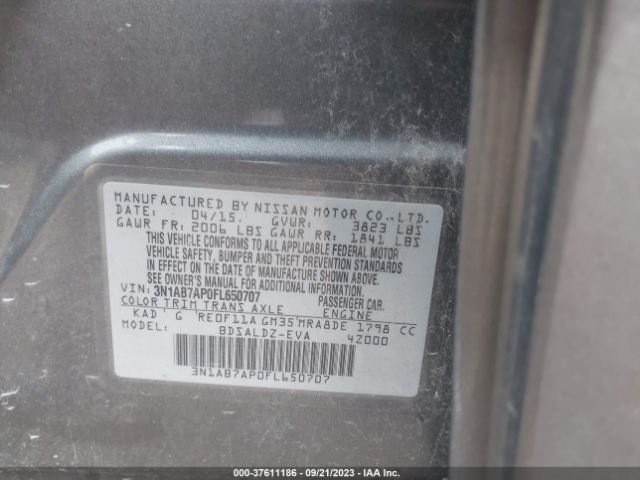 MANUFACTURED BY NISSAN MOTOR CO., LTD.
DATE: 04/15. GVWR: 3823 LBS
GAWR FR: 2006 LBS GAWR RR: 1841 LBS
THIS VEHICLE CONFORMS TO ALL APPLICABLE FEDERAL MOTOR
VEHICLE SAFETY, BUMPER AND THEFT PREVENTION STANDARDS
IN EFFECT ON THE DATE OF MANUFACTURE SHOWN ABOVE.
SEE OWNER'S MANUAL FOR ADDITIONAL INFORMATION.
VIN: 3N1AB7AP0FL650707 PASSENGER CAR.
COLOR TRIM TRANS AXLE ENGINE
KAD G RE0F11A GM35 MRA8DE 1798 CC
MODEL: BDSALDZ-EVA 42000
3N1AB7AP0FL650707
000-37611186 - 09/21/2023 - IAA Inc.